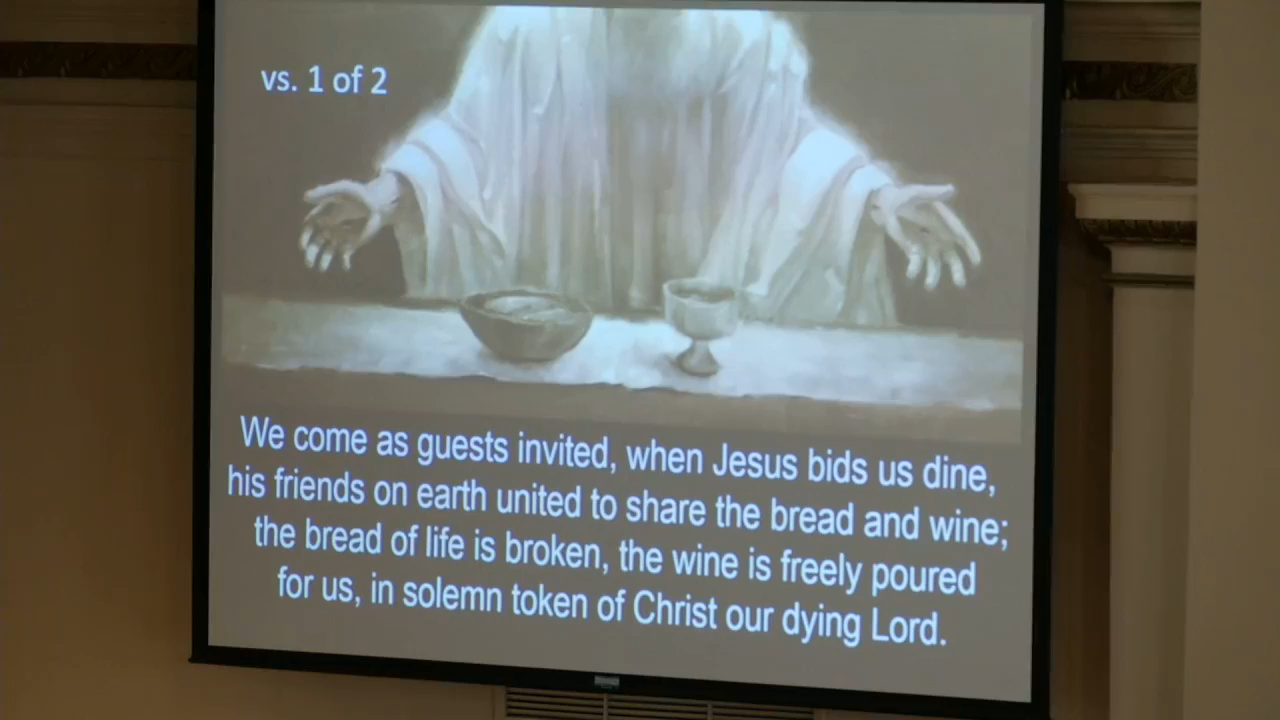 vs. 1 of 2
We come as guests invited, when Jesus bids us dine,
his friends on earth united to share the bread and wine;
the bread of life is broken, the wine is freely poured
for us, in solemn token of Christ our dying Lord.